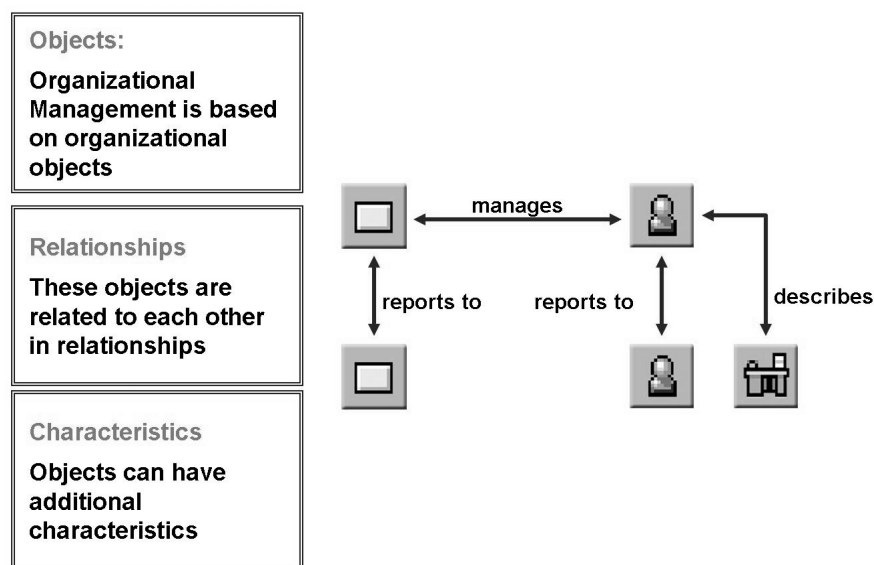 Objects:
Organizational
Management is based
on organizational
objects
Relationships
These objects are
related to each other
in relationships
Characteristics
Objects can have
additional
characteristics
manages
reports to
reports to
describes